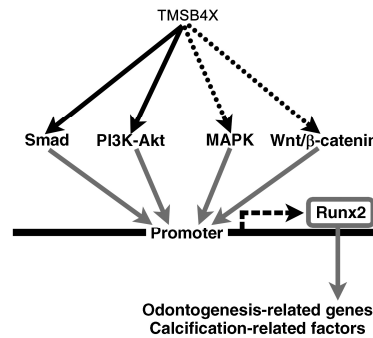 TMSB4X
Smad PI3K-Akt MAPK Wnt/β-catenin
Promoter
Runx2
Odontogenesis-related genes
Calcification-related factors